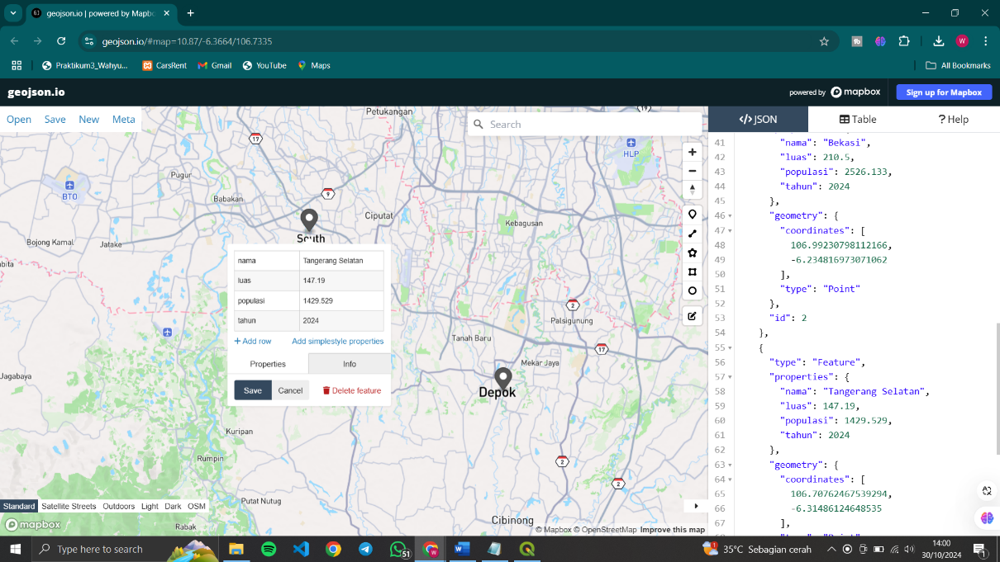 geojson.io | powered by Mapbo
geojson.io/#map=10.87/-6.3664/106.7335
W
Praktikum3_Wahyu...
CarsRent
Gmail
YouTube
Maps
All Bookmarks
geojson.io
powered by mapbox
Sign up for Mapbox
Open
Save
New
Meta
Search
</> JSON
Table
? Help
Petukangan
19
17
HLP
Pugur
BTO
Babakan
9
Ciputat
Kebagusan
South
Bojong Kamal
Jatake
nama Tangerang Selatan
luas 147.19
populasi 1429.529
tahun 2024
+ Add row
Add simplestyle properties
Properties
Info
Save
Cancel
Delete feature
2
Palsigunung
Tanah Baru
17
Mekar Jaya
Jagabaya
Depok
Kuripan
Rumpin
2
2
Putat Nutug
Cibinong
Rabak
Standard
Satellite Streets
Outdoors
Light
Dark
OSM
mapbox
© Mapbox © OpenStreetMap Improve this map
41 "nama": "Bekasi",
42 "luas": 210.5,
43 "populasi": 2526.133,
44 "tahun": 2024
45 },
46 "geometry": {
47 "coordinates": [
48 106.99230798112166,
49 -6.234816973071062
50 ],
51 "type": "Point"
52 },
53 "id": 2
54 },
55 {
56 "type": "Feature",
57 "properties": {
58 "nama": "Tangerang Selatan",
59 "luas": 147.19,
60 "populasi": 1429.529,
61 "tahun": 2024
62 },
63 "geometry": {
64 "coordinates": [
65 106.70762467539294,
66 -6.31486124648535
67 ],
Type here to search
51
35°C Sebagian cerah
14:00
30/10/2024
1